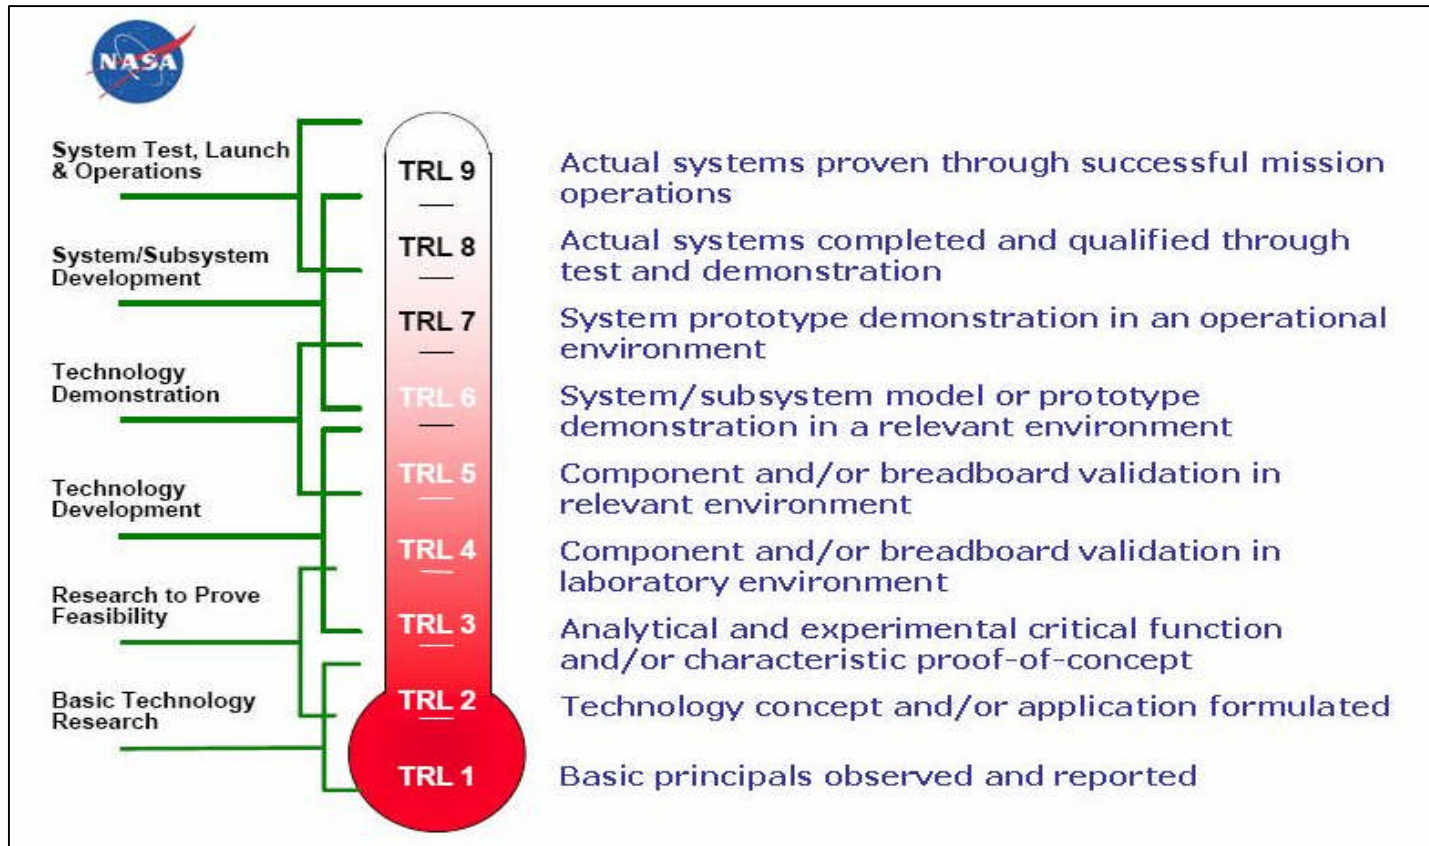 NASA
System Test, Launch
& Operations
System/Subsystem
Development
Technology
Demonstration
Technology
Development
Research to Prove
Feasibility
Basic Technology
Research
TRL 9
TRL 8
TRL 7
TRL 6
TRL 5
TRL 4
TRL 3
TRL 2
TRL 1
Actual systems proven through successful mission
operations
Actual systems completed and qualified through
test and demonstration
System prototype demonstration in an operational
environment
System/subsystem model or prototype
demonstration in a relevant environment
Component and/or breadboard validation in
relevant environment
Component and/or breadboard validation in
laboratory environment
Analytical and experimental critical function
and/or characteristic proof-of-concept
Technology concept and/or application formulated
Basic principals observed and reported